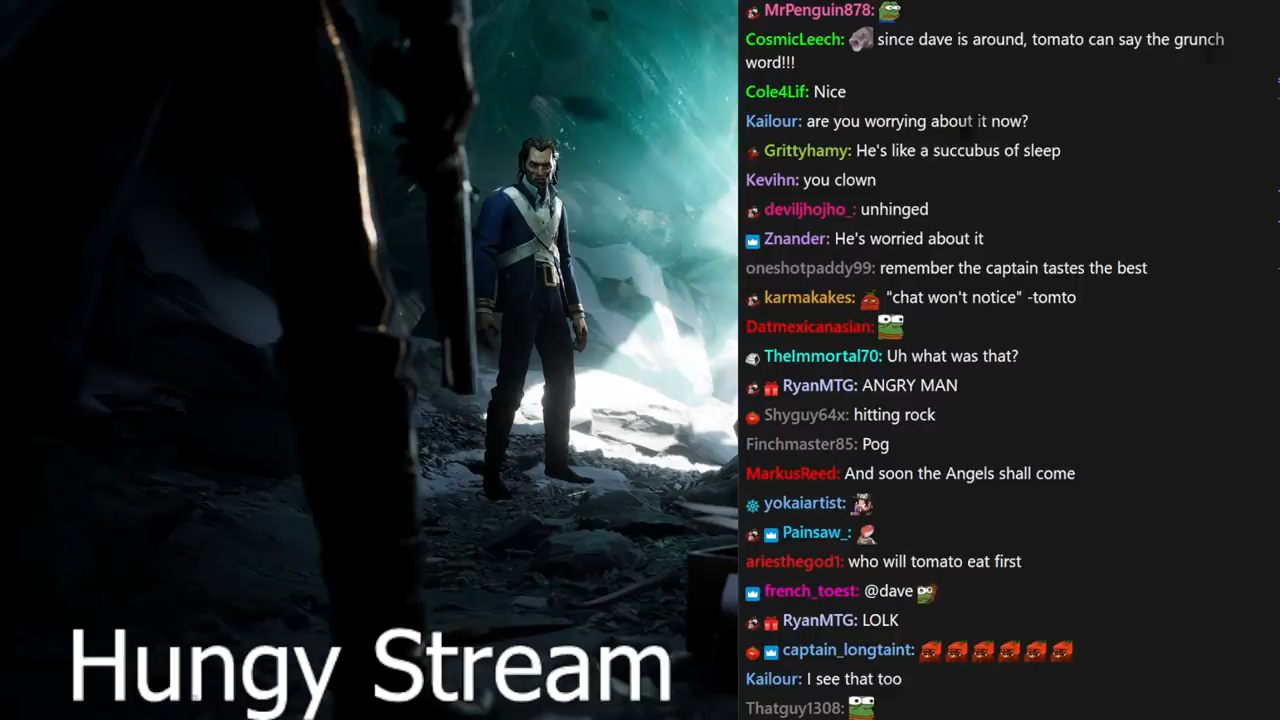 MrPenguin878:
CosmicLeech: since dave is around, tomato can say the grunch
word!!!
Cole4Lif: Nice
Kailour: are you worrying about it now?
Grittyhamy: He's like a succubus of sleep
Kevihn: you clown
deviljhojho_: unhinged
Znander: He's worried about it
oneshotpaddy99: remember the captain tastes the best
karmakakes: "chat won't notice" -tomto
Datmexicanasian:
TheImmortal70: Uh what was that?
RyanMTG: ANGRY MAN
Shyguy64x: hitting rock
Finchmaster85: Pog
MarkusReed: And soon the Angels shall come
yokaiartist:
Painsaw_:
ariesthegod1: who will tomato eat first
french_toest: @dave
RyanMTG: LOLK
captain_longtaint:
Kailour: I see that too
Thatguy1308:
Hungy Stream